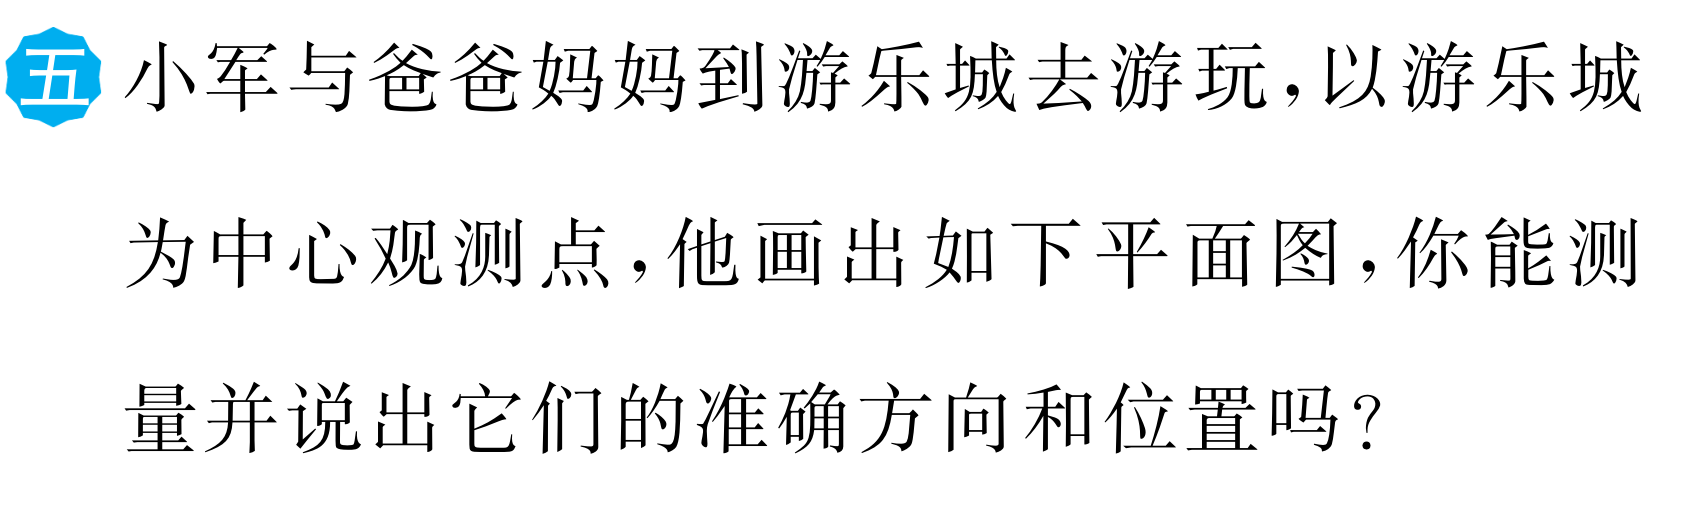 五 小军与爸爸妈妈到游乐城去游玩,以游乐城
为中心观测点,他画出如下平面图,你能测
量并说出它们的准确方向和位置吗?